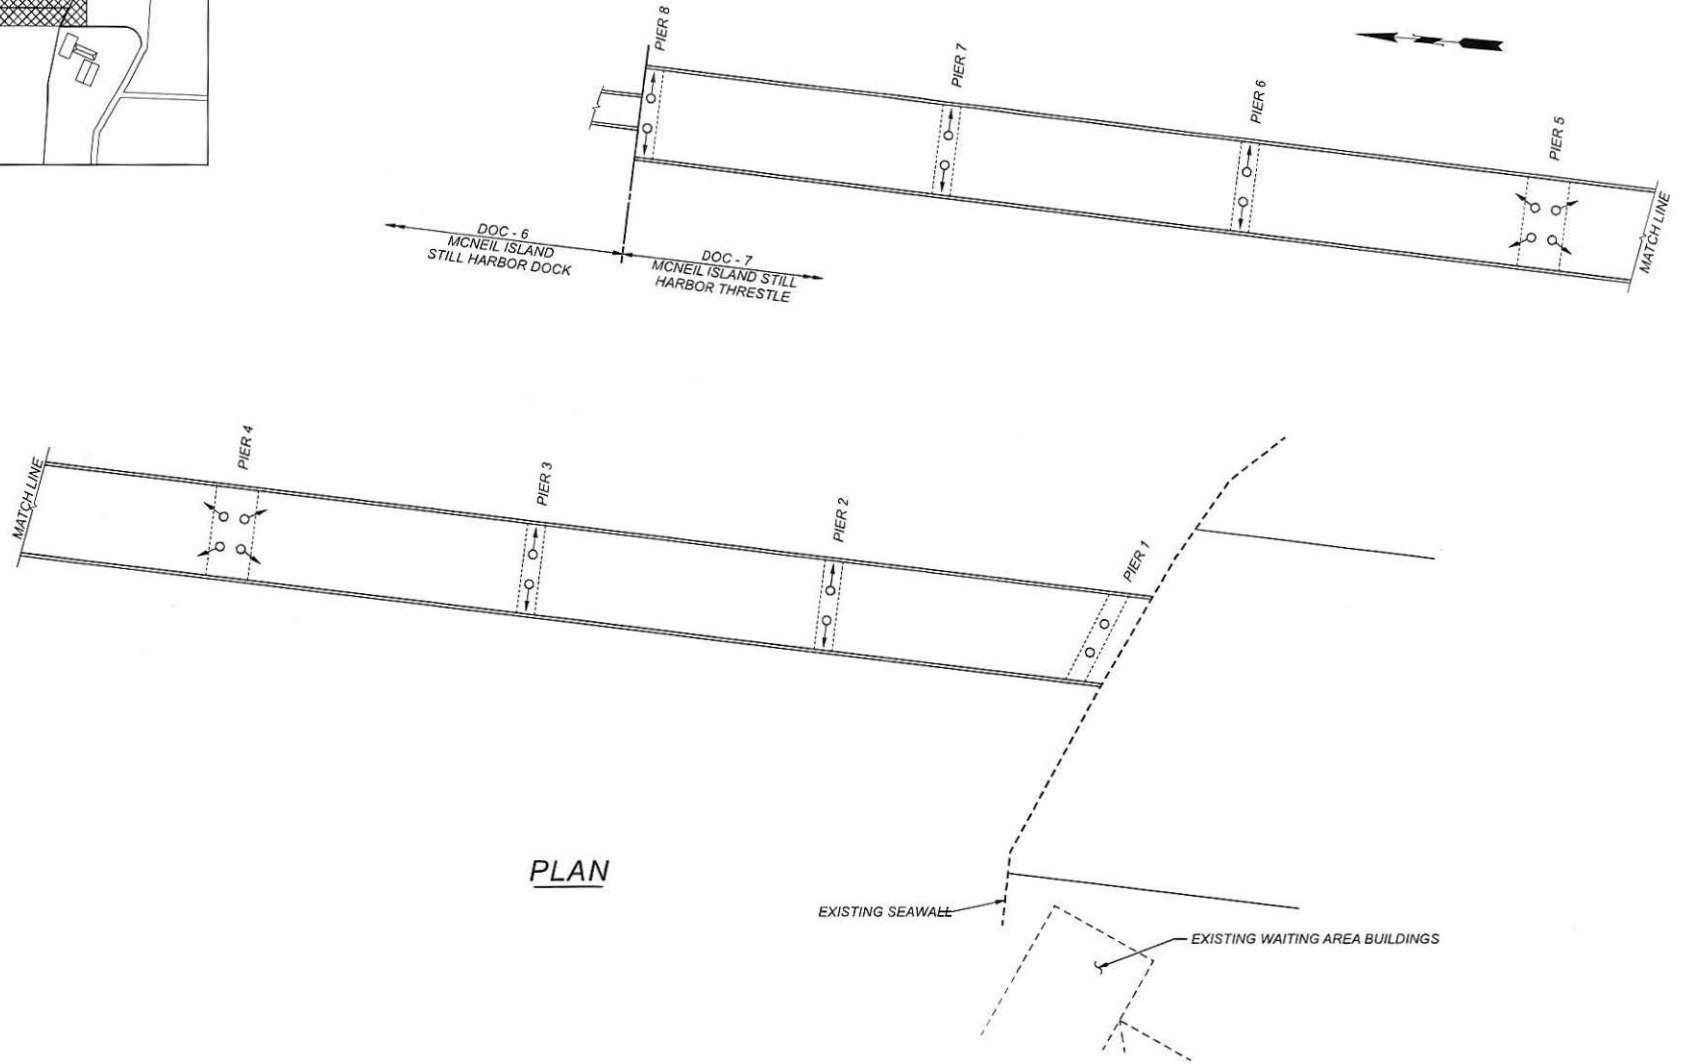 PIER 8
PIER 7
PIER 6
PIER 5
MATCH LINE
DOC - 6
MCNEIL ISLAND
STILL HARBOR DOCK
DOC - 7
MCNEIL ISLAND STILL
HARBOR THRESTLE
MATCH LINE
PIER 4
PIER 3
PIER 2
PIER 1
PLAN
EXISTING SEAWALL
EXISTING WAITING AREA BUILDINGS